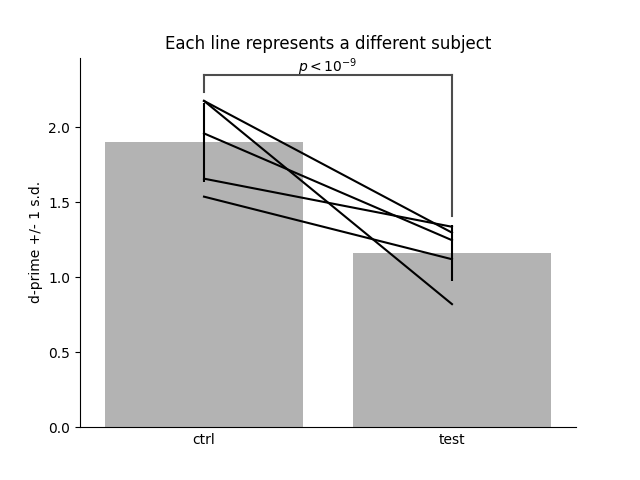 Each line represents a different subject
p < 10⁻⁹
d-prime +/- 1 s.d.
2.0
1.5
1.0
0.5
0.0
ctrl
test